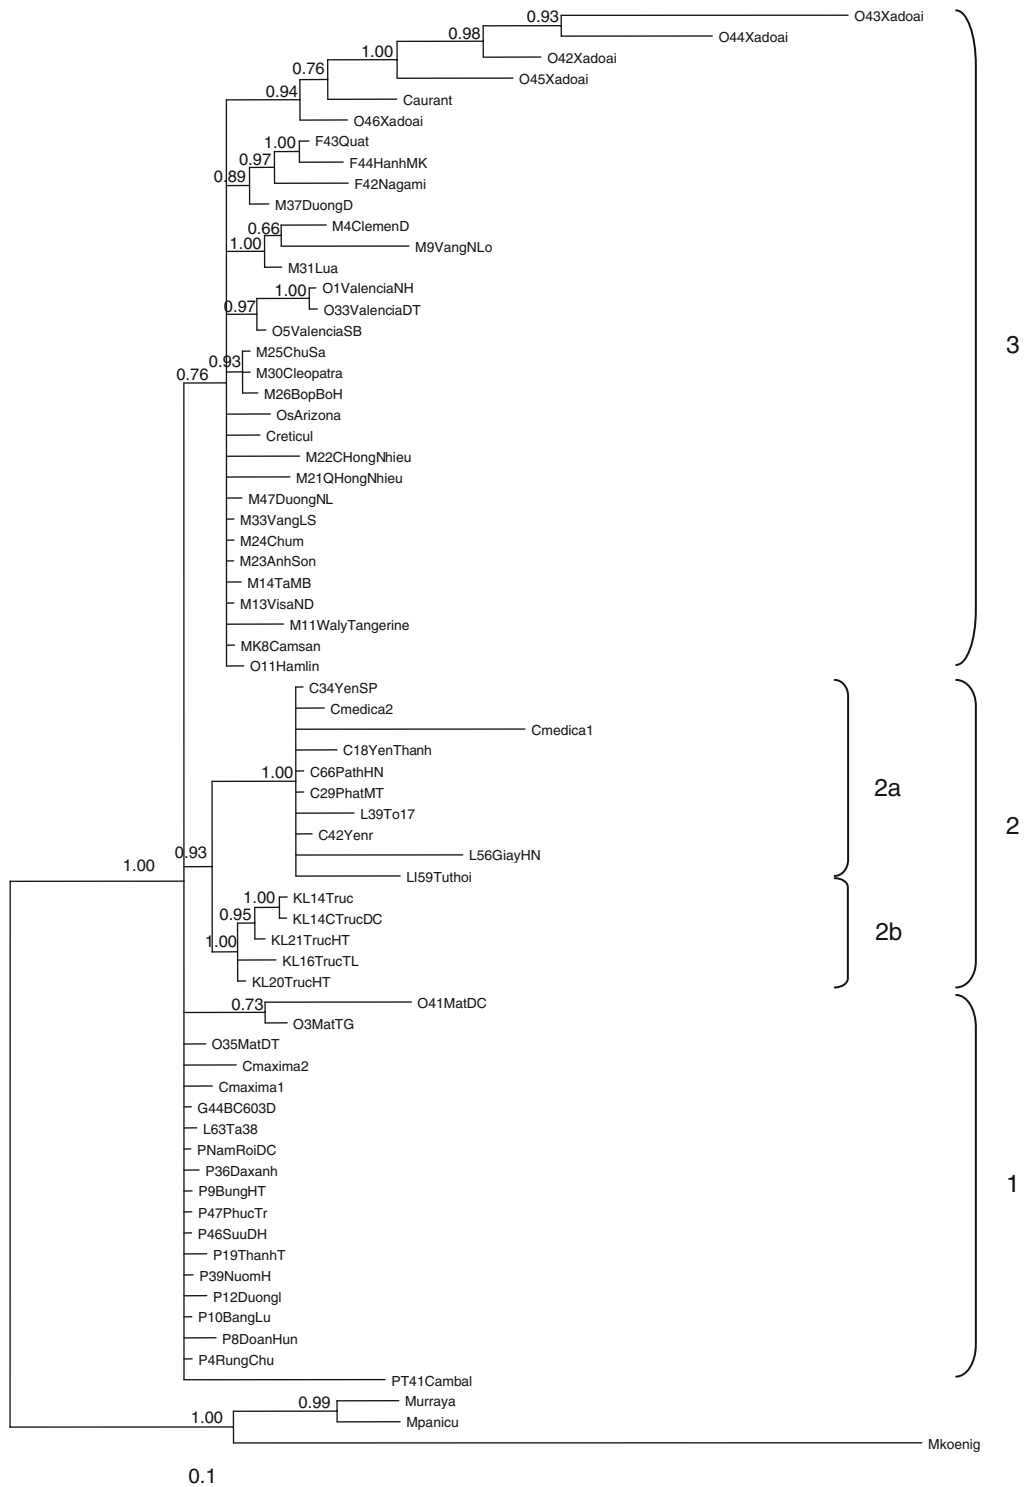 0.93 O43Xadoai
O44Xadoai
0.98
O42Xadoai
1.00
O45Xadoai
0.76
Caurant
0.94
O46Xadoai
1.00 F43Quat
F44HanhMK
0.97
F42Nagami
0.89
M37DuongD
0.66 M4ClemenD
M9VangNLo
1.00
M31Lua
1.00 O1ValenciaNH
O33ValenciaDT
0.97
O5ValenciaSB
3
M25ChuSa
0.93
M30Cleopatra
0.76
M26BopBoH
OsArizona
Creticul
M22CHongNhieu
M21QHongNhieu
M47DuongNL
M33VangLS
M24Chum
M23AnhSon
M14TaMB
M13VisaND
M11WalyTangerine
MK8Camsan
O11Hamlin
C34YenSP
Cmedica2
Cmedica1
C18YenThanh
1.00 C66PathHN
C29PhatMT
2a
L39To17
2
C42Yenr
0.93
L56GiayHN
1.00
LI59Tuthoi
1.00 KL14Truc
0.95 KL14CTrucDC
2b
1.00 KL21TrucHT
KL16TrucTL
KL20TrucHT
0.73 O41MatDC
O3MatTG
O35MatDT
Cmaxima2
Cmaxima1
G44BC603D
L63Ta38
PNamRoiDC
P36Daxanh
1
P9BungHT
P47PhucTr
P46SuuDH
P19ThanhT
P39NuomH
P12Duongl
P10BangLu
P8DoanHun
P4RungChu
PT41Cambal
0.99 Murraya
1.00 Mpanicu
Mkoenig
0.1